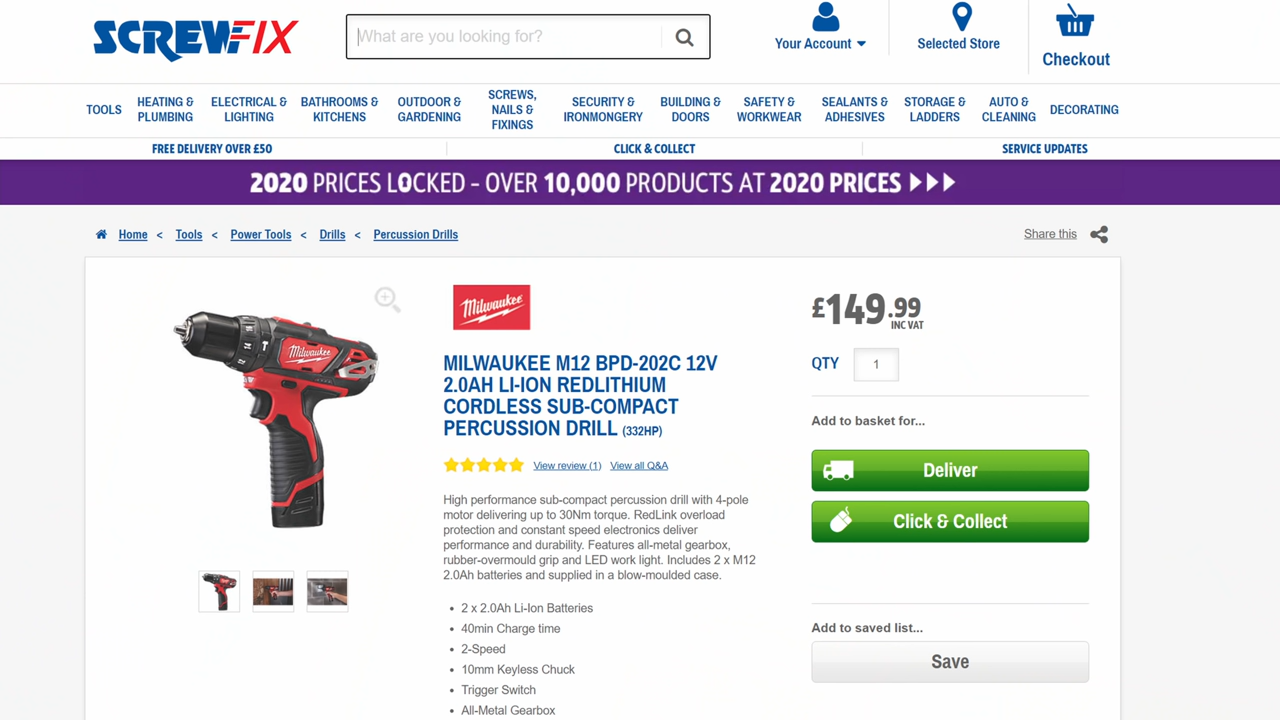 SCREWFIX
What are you looking for?
Your Account
Selected Store
Checkout
TOOLS
HEATING &
PLUMBING
ELECTRICAL &
LIGHTING
BATHROOMS &
KITCHENS
OUTDOOR &
GARDENING
SCREWS,
NAILS &
FIXINGS
SECURITY &
IRONMONGERY
BUILDING &
DOORS
SAFETY &
WORKWEAR
SEALANTS &
ADHESIVES
STORAGE &
LADDERS
AUTO &
CLEANING
DECORATING
FREE DELIVERY OVER £50
CLICK & COLLECT
SERVICE UPDATES
2020 PRICES LOCKED - OVER 10,000 PRODUCTS AT 2020 PRICES
Home < Tools < Power Tools < Drills < Percussion Drills
Share this
Milwaukee
Milwaukee
MILWAUKEE M12 BPD-202C 12V
2.0AH LI-ION REDLITHIUM
CORDLESS SUB-COMPACT
PERCUSSION DRILL (332HP)
View review (1) View all Q&A
High performance sub-compact percussion drill with 4-pole
motor delivering up to 30Nm torque. RedLink overload
protection and constant speed electronics deliver
performance and durability. Features all-metal gearbox,
rubber-overmould grip and LED work light. Includes 2 x M12
2.0Ah batteries and supplied in a blow-moulded case.
• 2 x 2.0Ah Li-Ion Batteries
• 40min Charge time
• 2-Speed
• 10mm Keyless Chuck
• Trigger Switch
• All-Metal Gearbox
£149.99
INC VAT
QTY 1
Add to basket for...
Deliver
Click & Collect
Add to saved list...
Save